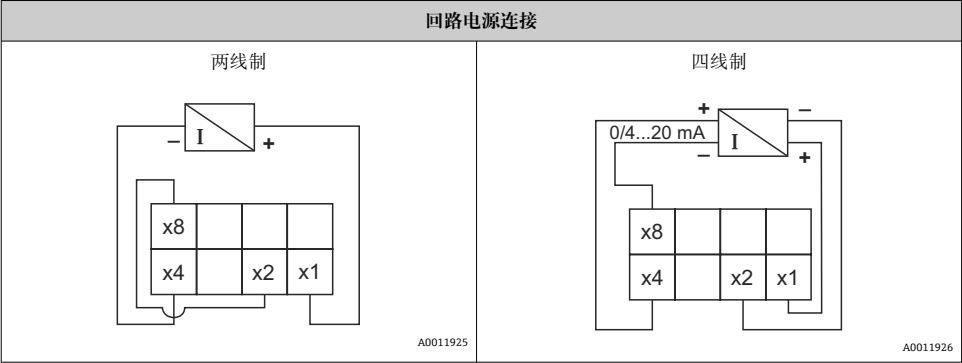 回路电源连接
两线制
I
− +
x8
x4 x2 x1
A0011925
四线制
+ −
0/4...20 mA
I
− +
x8
x4 x2 x1
A0011926